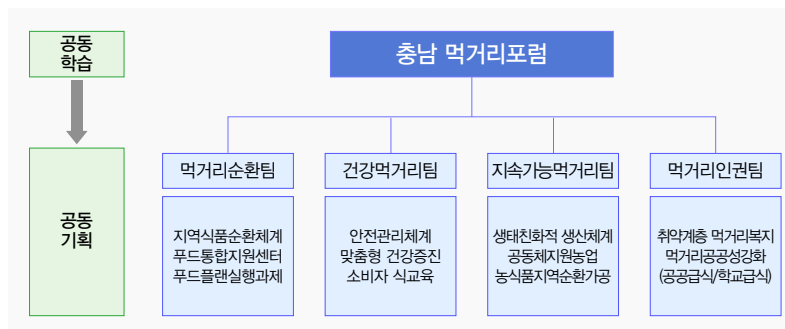 공동
학습
충남 먹거리포럼
공동
기획
먹거리순환팀
지역식품순환체계
푸드통합지원센터
푸드플랜실행과제
건강먹거리팀
안전관리체계
맞춤형 건강증진
소비자 식교육
지속가능먹거리팀
생태친화적 생산체계
공동체지원농업
농식품지역순환가공
먹거리인권팀
취약계층 먹거리복지
먹거리공공성강화
(공공급식/학교급식)